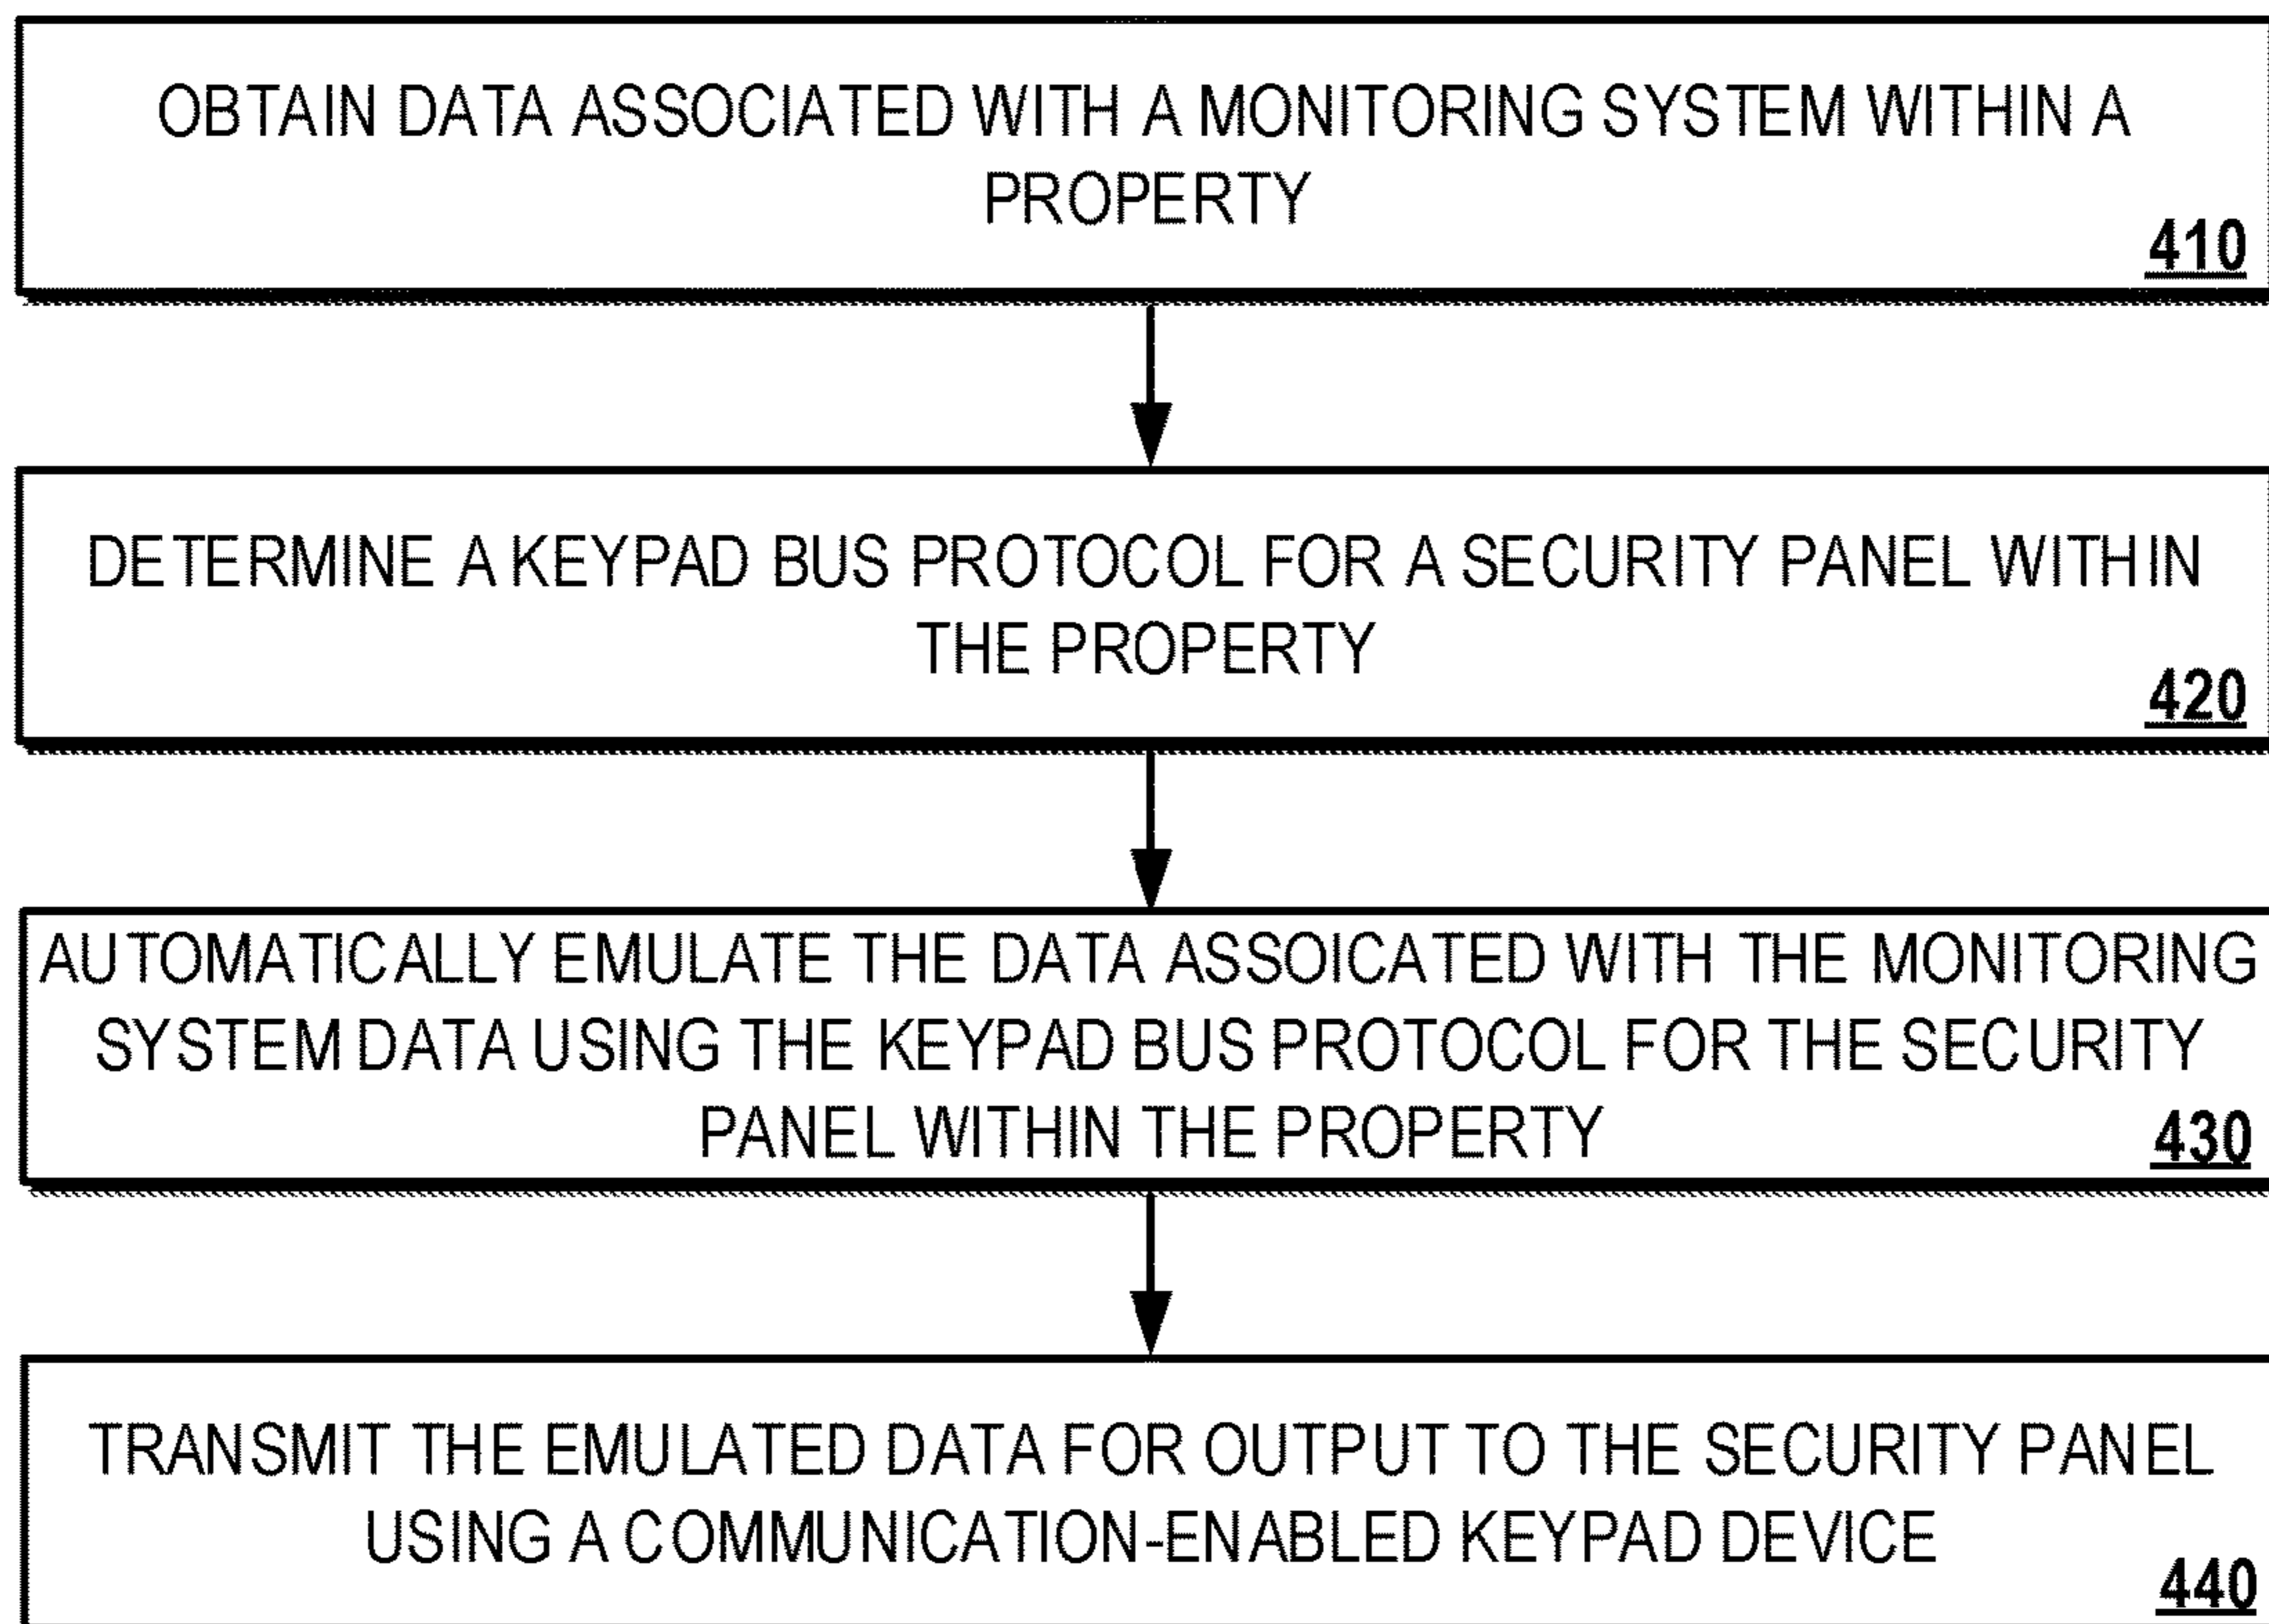 OBTAIN DATA ASSOCIATED WITH A MONITORING SYSTEM WITHIN A
PROPERTY
410
DETERMINE A KEYPAD BUS PROTOCOL FOR A SECURITY PANEL WITHIN
THE PROPERTY
420
AUTOMATICALLY EMULATE THE DATA ASSOICATED WITH THE MONITORING
SYSTEM DATA USING THE KEYPAD BUS PROTOCOL FOR THE SECURITY
PANEL WITHIN THE PROPERTY
430
TRANSMIT THE EMULATED DATA FOR OUTPUT TO THE SECURITY PANEL
USING A COMMUNICATION-ENABLED KEYPAD DEVICE
440